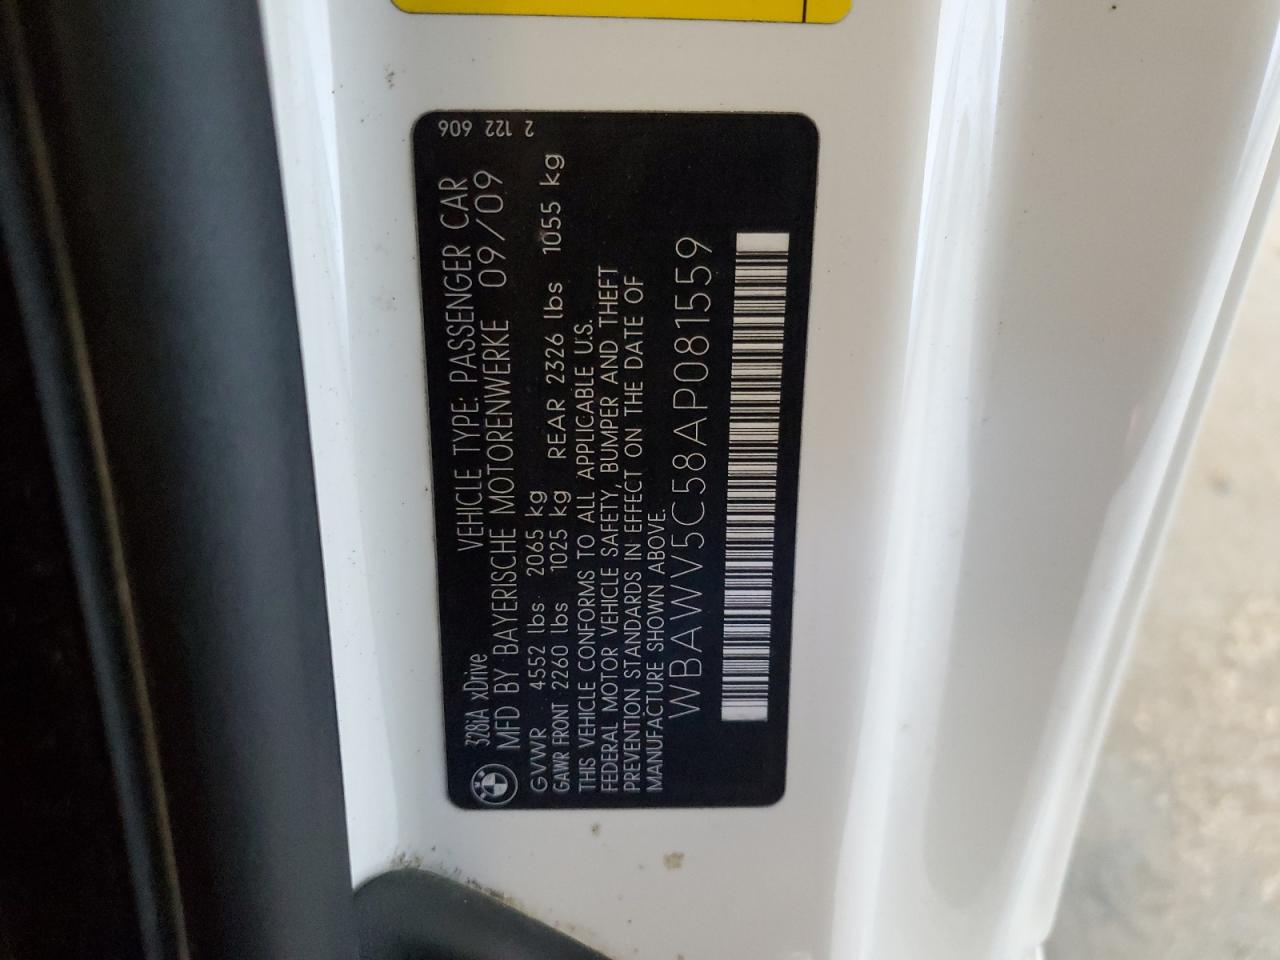 328iA xDrive
VEHICLE TYPE: PASSENGER CAR
MFD BY BAYERISCHE MOTORENWERKE 09/09
GVWR 4552 lbs 2065 kg
GAWR FRONT 2260 lbs 1025 kg REAR 2326 lbs 1055 kg
THIS VEHICLE CONFORMS TO ALL APPLICABLE U.S.
FEDERAL MOTOR VEHICLE SAFETY, BUMPER AND THEFT
PREVENTION STANDARDS IN EFFECT ON THE DATE OF
MANUFACTURE SHOWN ABOVE.
WBAWV5C58AP081559
2 122 606